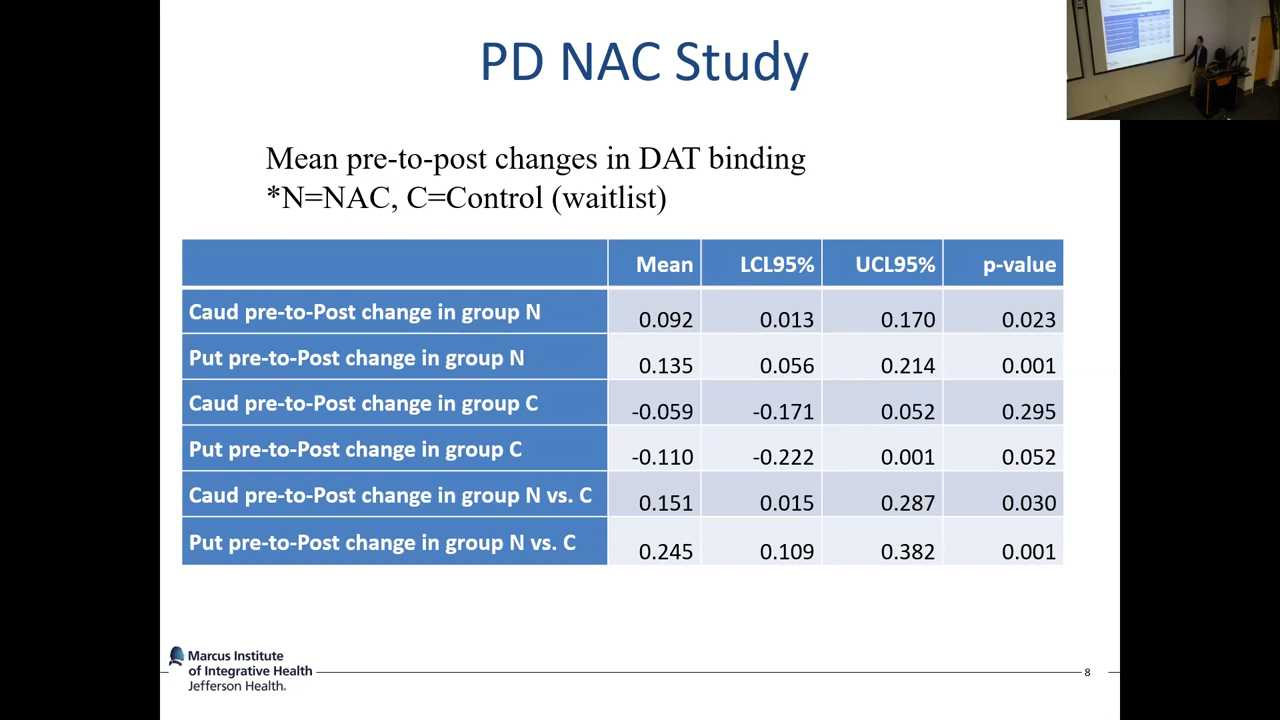 PD NAC Study
Mean pre-to-post changes in DAT binding
*N=NAC, C=Control (waitlist)
Mean LCL95% UCL95% p-value
Caud pre-to-Post change in group N 0.092 0.013 0.170 0.023
Put pre-to-Post change in group N 0.135 0.056 0.214 0.001
Caud pre-to-Post change in group C -0.059 -0.171 0.052 0.295
Put pre-to-Post change in group C -0.110 -0.222 0.001 0.052
Caud pre-to-Post change in group N vs. C 0.151 0.015 0.287 0.030
Put pre-to-Post change in group N vs. C 0.245 0.109 0.382 0.001
Marcus Institute
of Integrative Health
Jefferson Health.
8